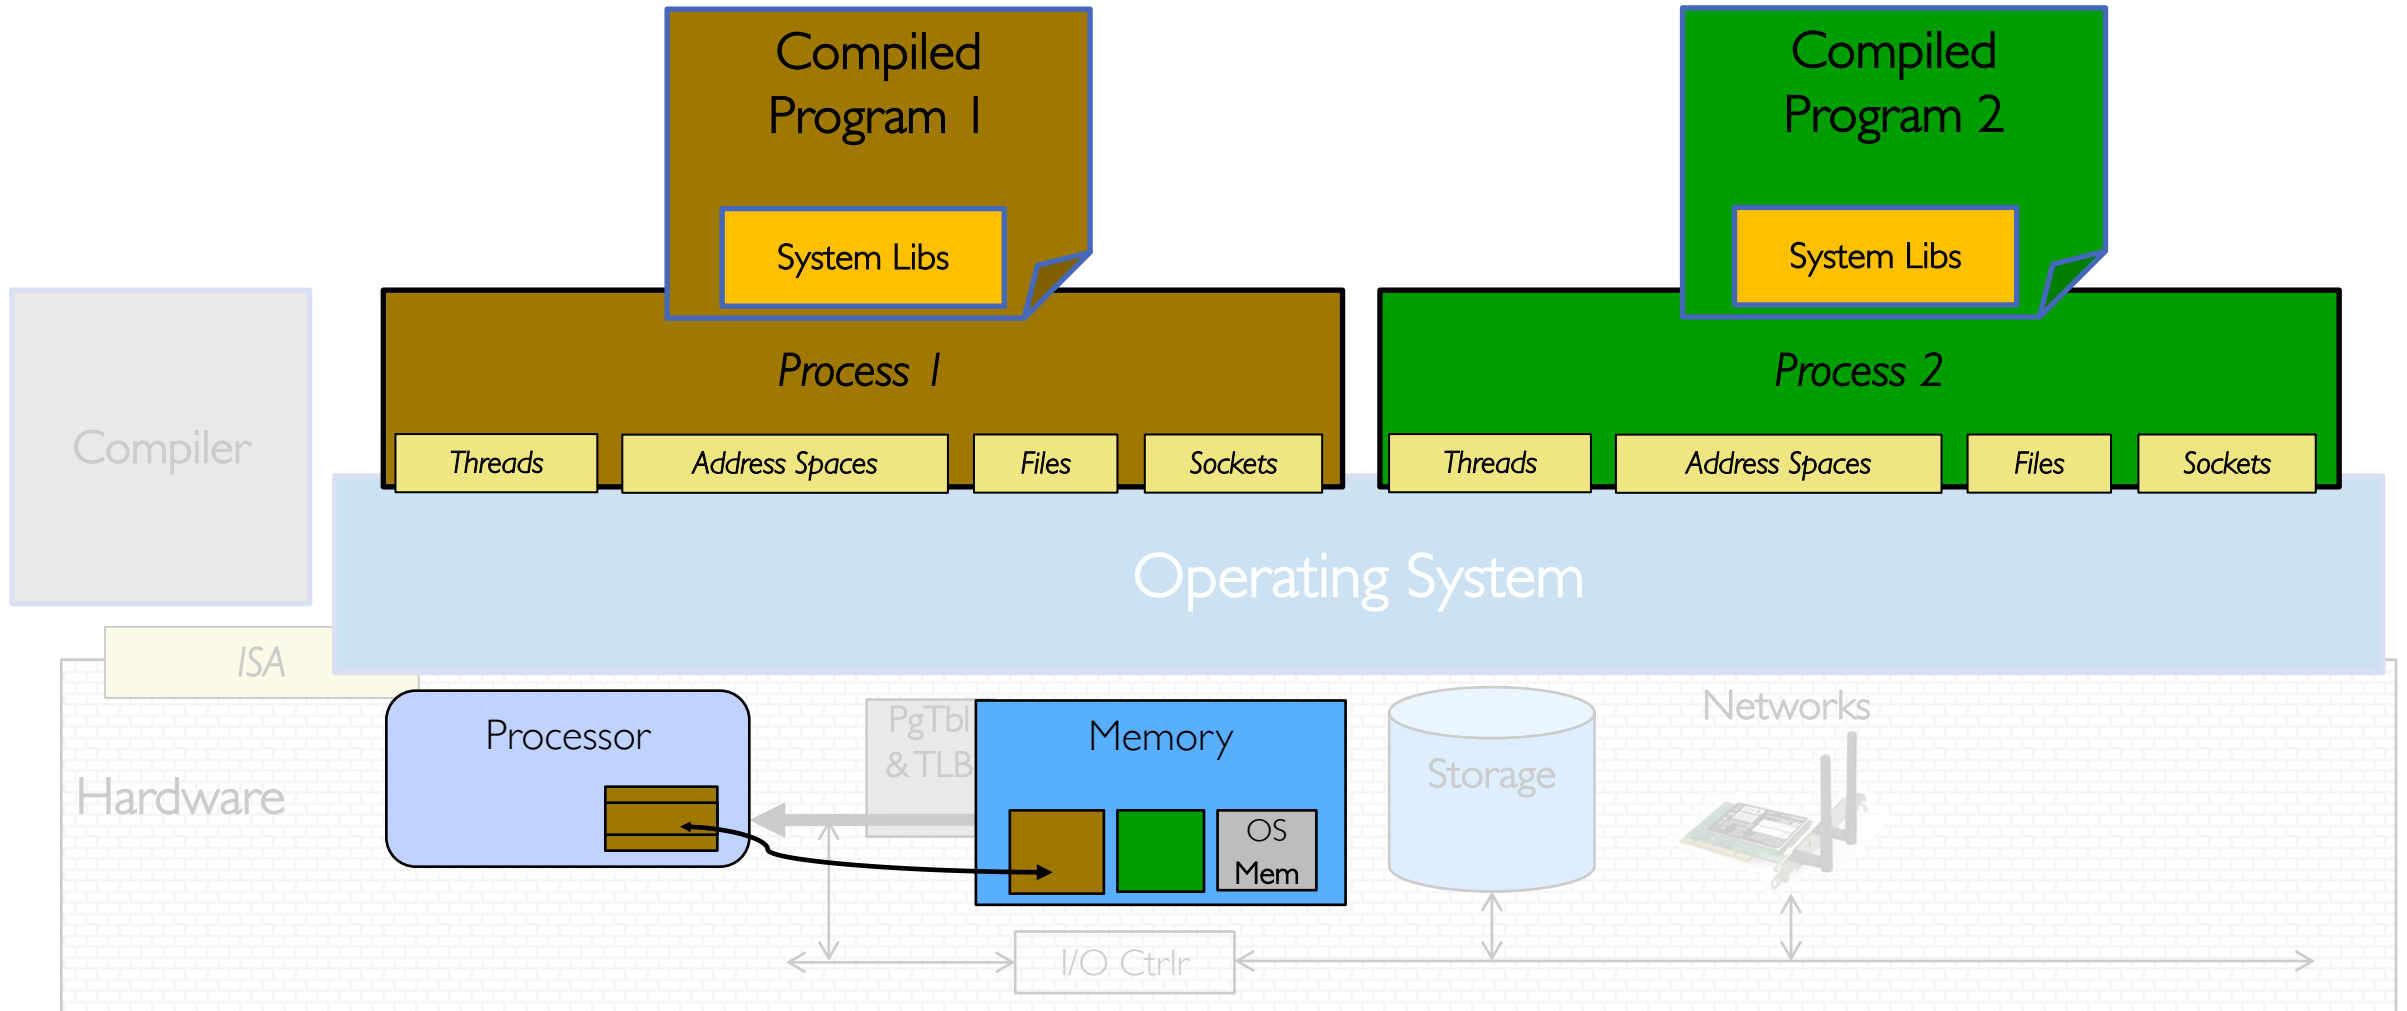 Compiled
Program 1
System Libs
Compiled
Program 2
System Libs
Compiler
Process 1
Threads
Address Spaces
Files
Sockets
Process 2
Threads
Address Spaces
Files
Sockets
Operating System
ISA
Hardware
Processor
PgTbl
& TLB
Memory
OS
Mem
Storage
Networks
I/O Ctrlr